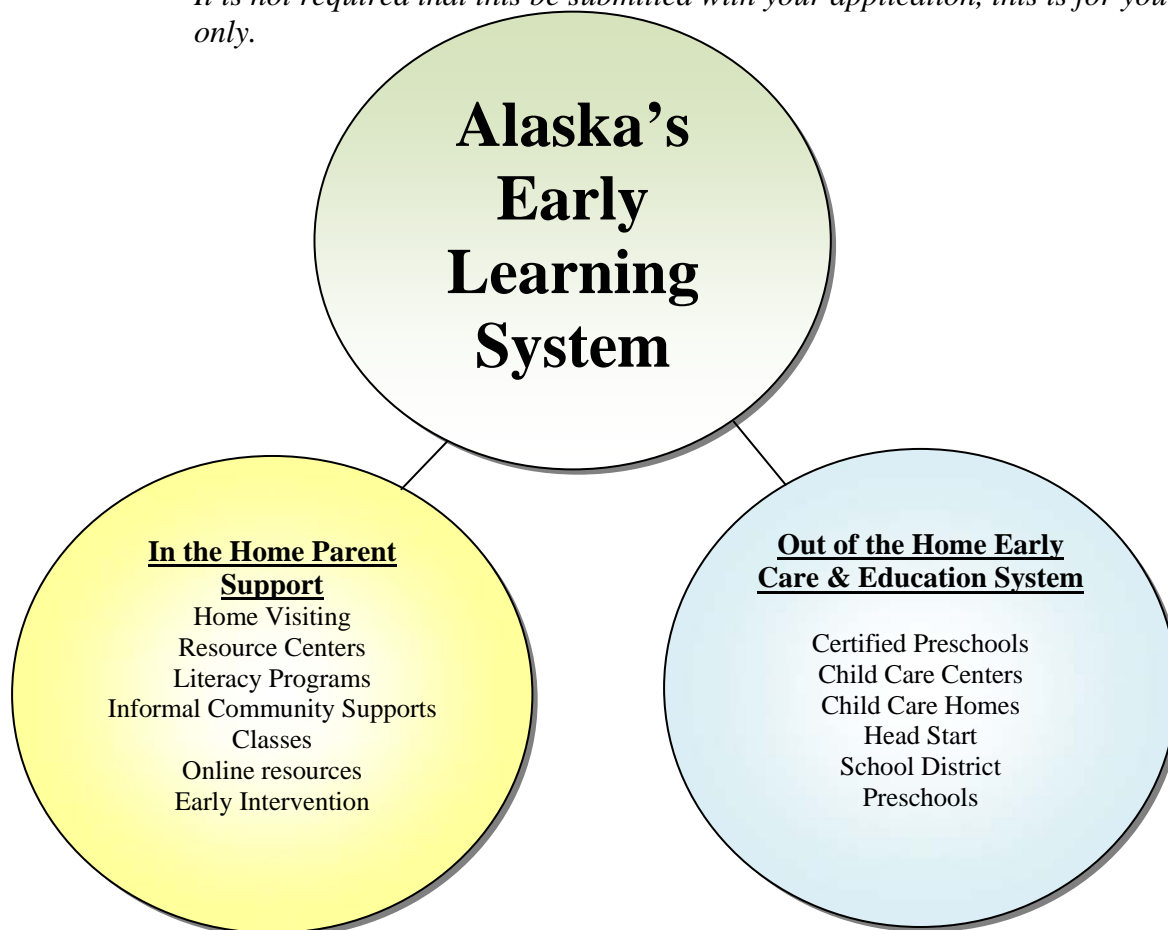 It is not required that this be submitted with your application, this is for you
only.
Alaska’s
Early
Learning
System
In the Home Parent
Support
Home Visiting
Resource Centers
Literacy Programs
Informal Community Supports
Classes
Online resources
Early Intervention
Out of the Home Early
Care & Education System
Certified Preschools
Child Care Centers
Child Care Homes
Head Start
School District
Preschools